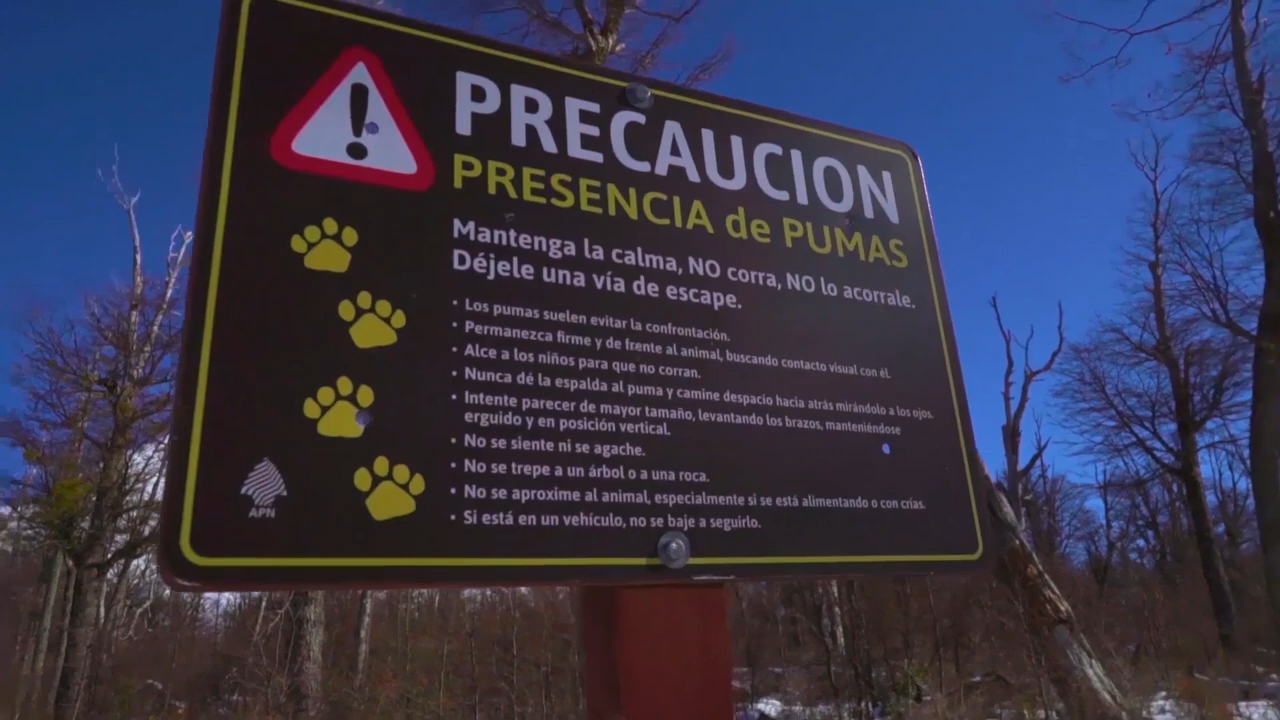 PRECAUCION
PRESENCIA de PUMAS
Mantenga la calma, NO corra, NO lo acorrale.
Déjele una vía de escape.
• Los pumas suelen evitar la confrontación.
• Permanezca firme y de frente al animal, buscando contacto visual con él.
• Alce a los niños para que no corran.
• Nunca dé la espalda al puma y camine despacio hacia atrás mirándolo a los ojos.
• Intente parecer de mayor tamaño, levantando los brazos, manteniéndose
erguido y en posición vertical.
• No se siente ni se agache.
• No se trepe a un árbol o a una roca.
• No se aproxime al animal, especialmente si se está alimentando o con crías.
• Si está en un vehículo, no se baje a seguirlo.
APN